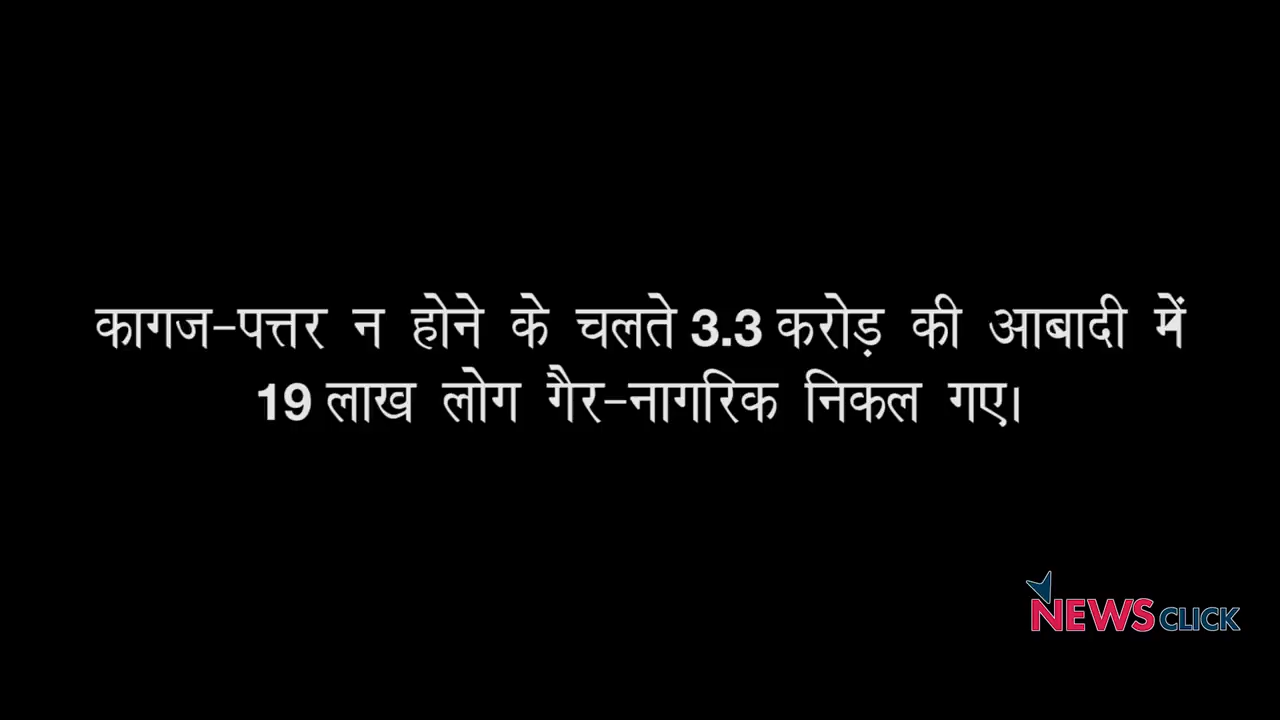 कागज-पत्तर न होने के चलते 3.3 करोड़ की आबादी में
19 लाख लोग गैर-नागरिक निकल गए।
NEWSCLICK